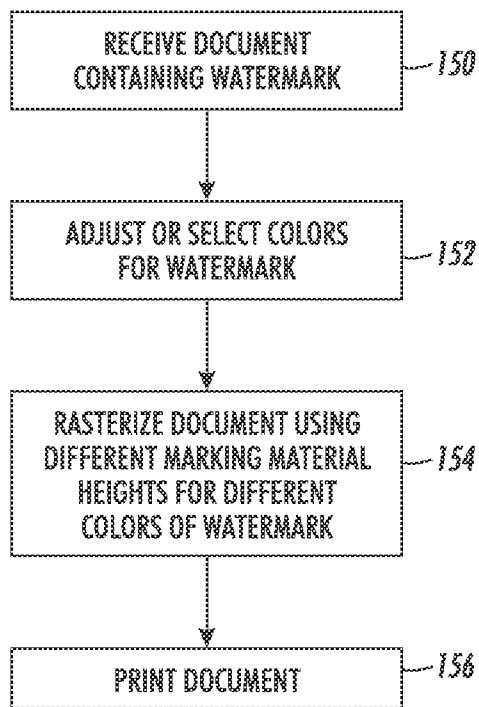 RECEIVE DOCUMENT
CONTAINING WATERMARK
150
ADJUST OR SELECT COLORS
FOR WATERMARK
152
RASTERIZE DOCUMENT USING
DIFFERENT MARKING MATERIAL
HEIGHTS FOR DIFFERENT
COLORS OF WATERMARK
154
PRINT DOCUMENT
156